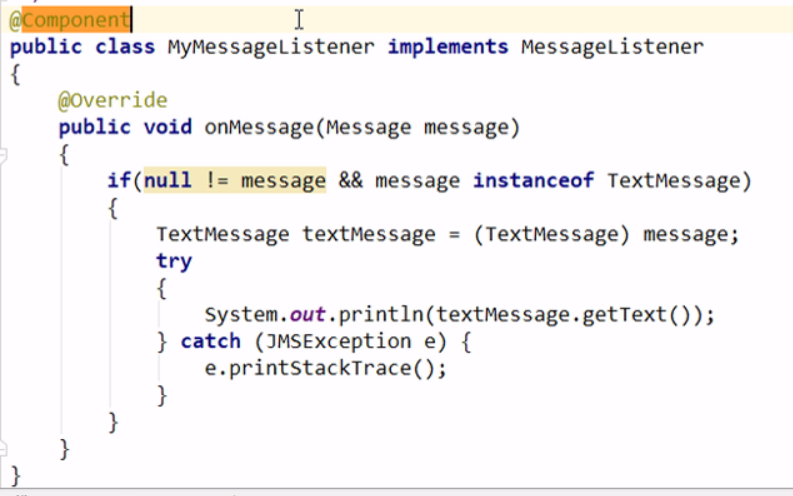 @Component
public class MyMessageListener implements MessageListener
{
    @Override
    public void onMessage(Message message)
    {
        if(null != message && message instanceof TextMessage)
        {
            TextMessage textMessage = (TextMessage) message;
            try
            {
                System.out.println(textMessage.getText());
            } catch (JMSException e) {
                e.printStackTrace();
            }
        }
    }
}